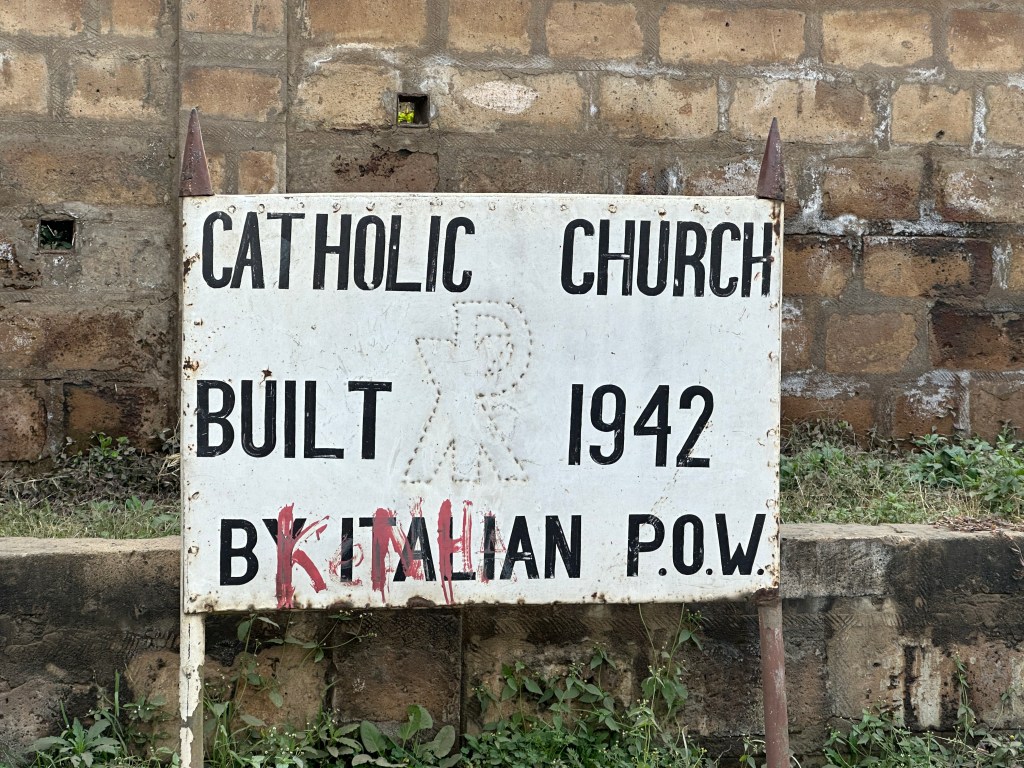 CATHOLIC CHURCH
BUILT 1942
BY ITALIAN P.O.W.